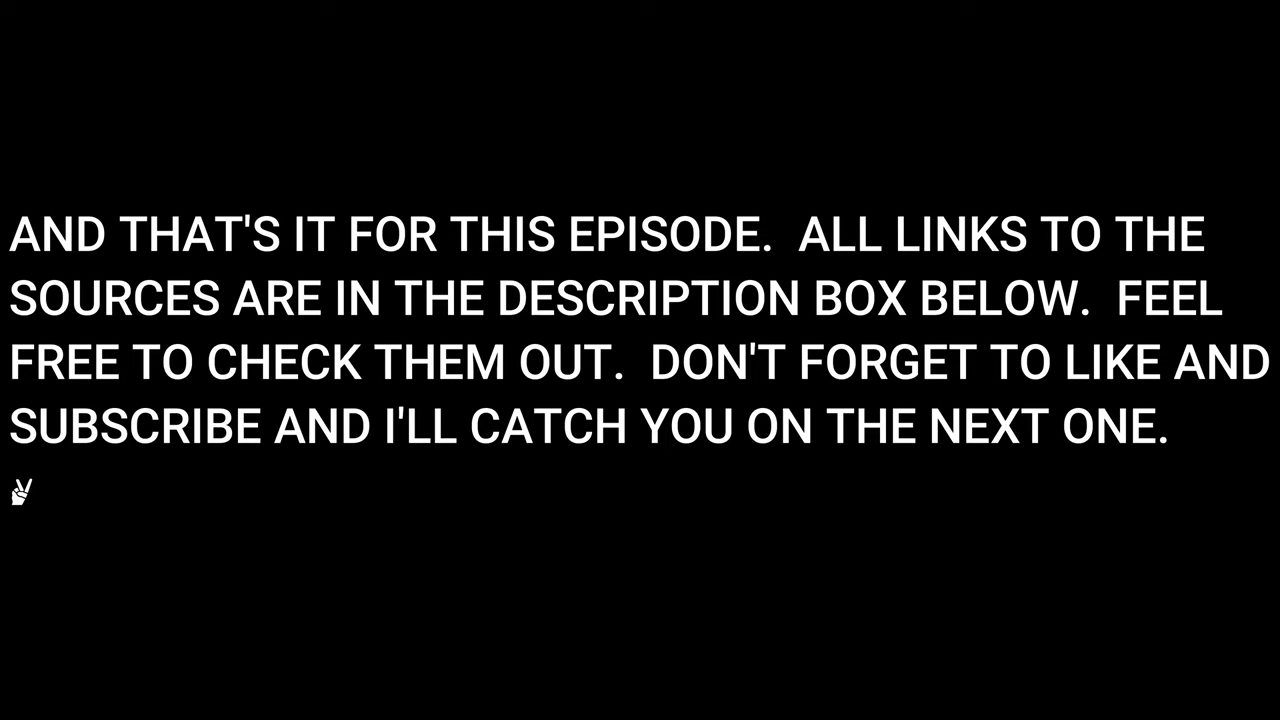 AND THAT'S IT FOR THIS EPISODE.  ALL LINKS TO THE
SOURCES ARE IN THE DESCRIPTION BOX BELOW.  FEEL
FREE TO CHECK THEM OUT.  DON'T FORGET TO LIKE AND
SUBSCRIBE AND I'LL CATCH YOU ON THE NEXT ONE.
✌